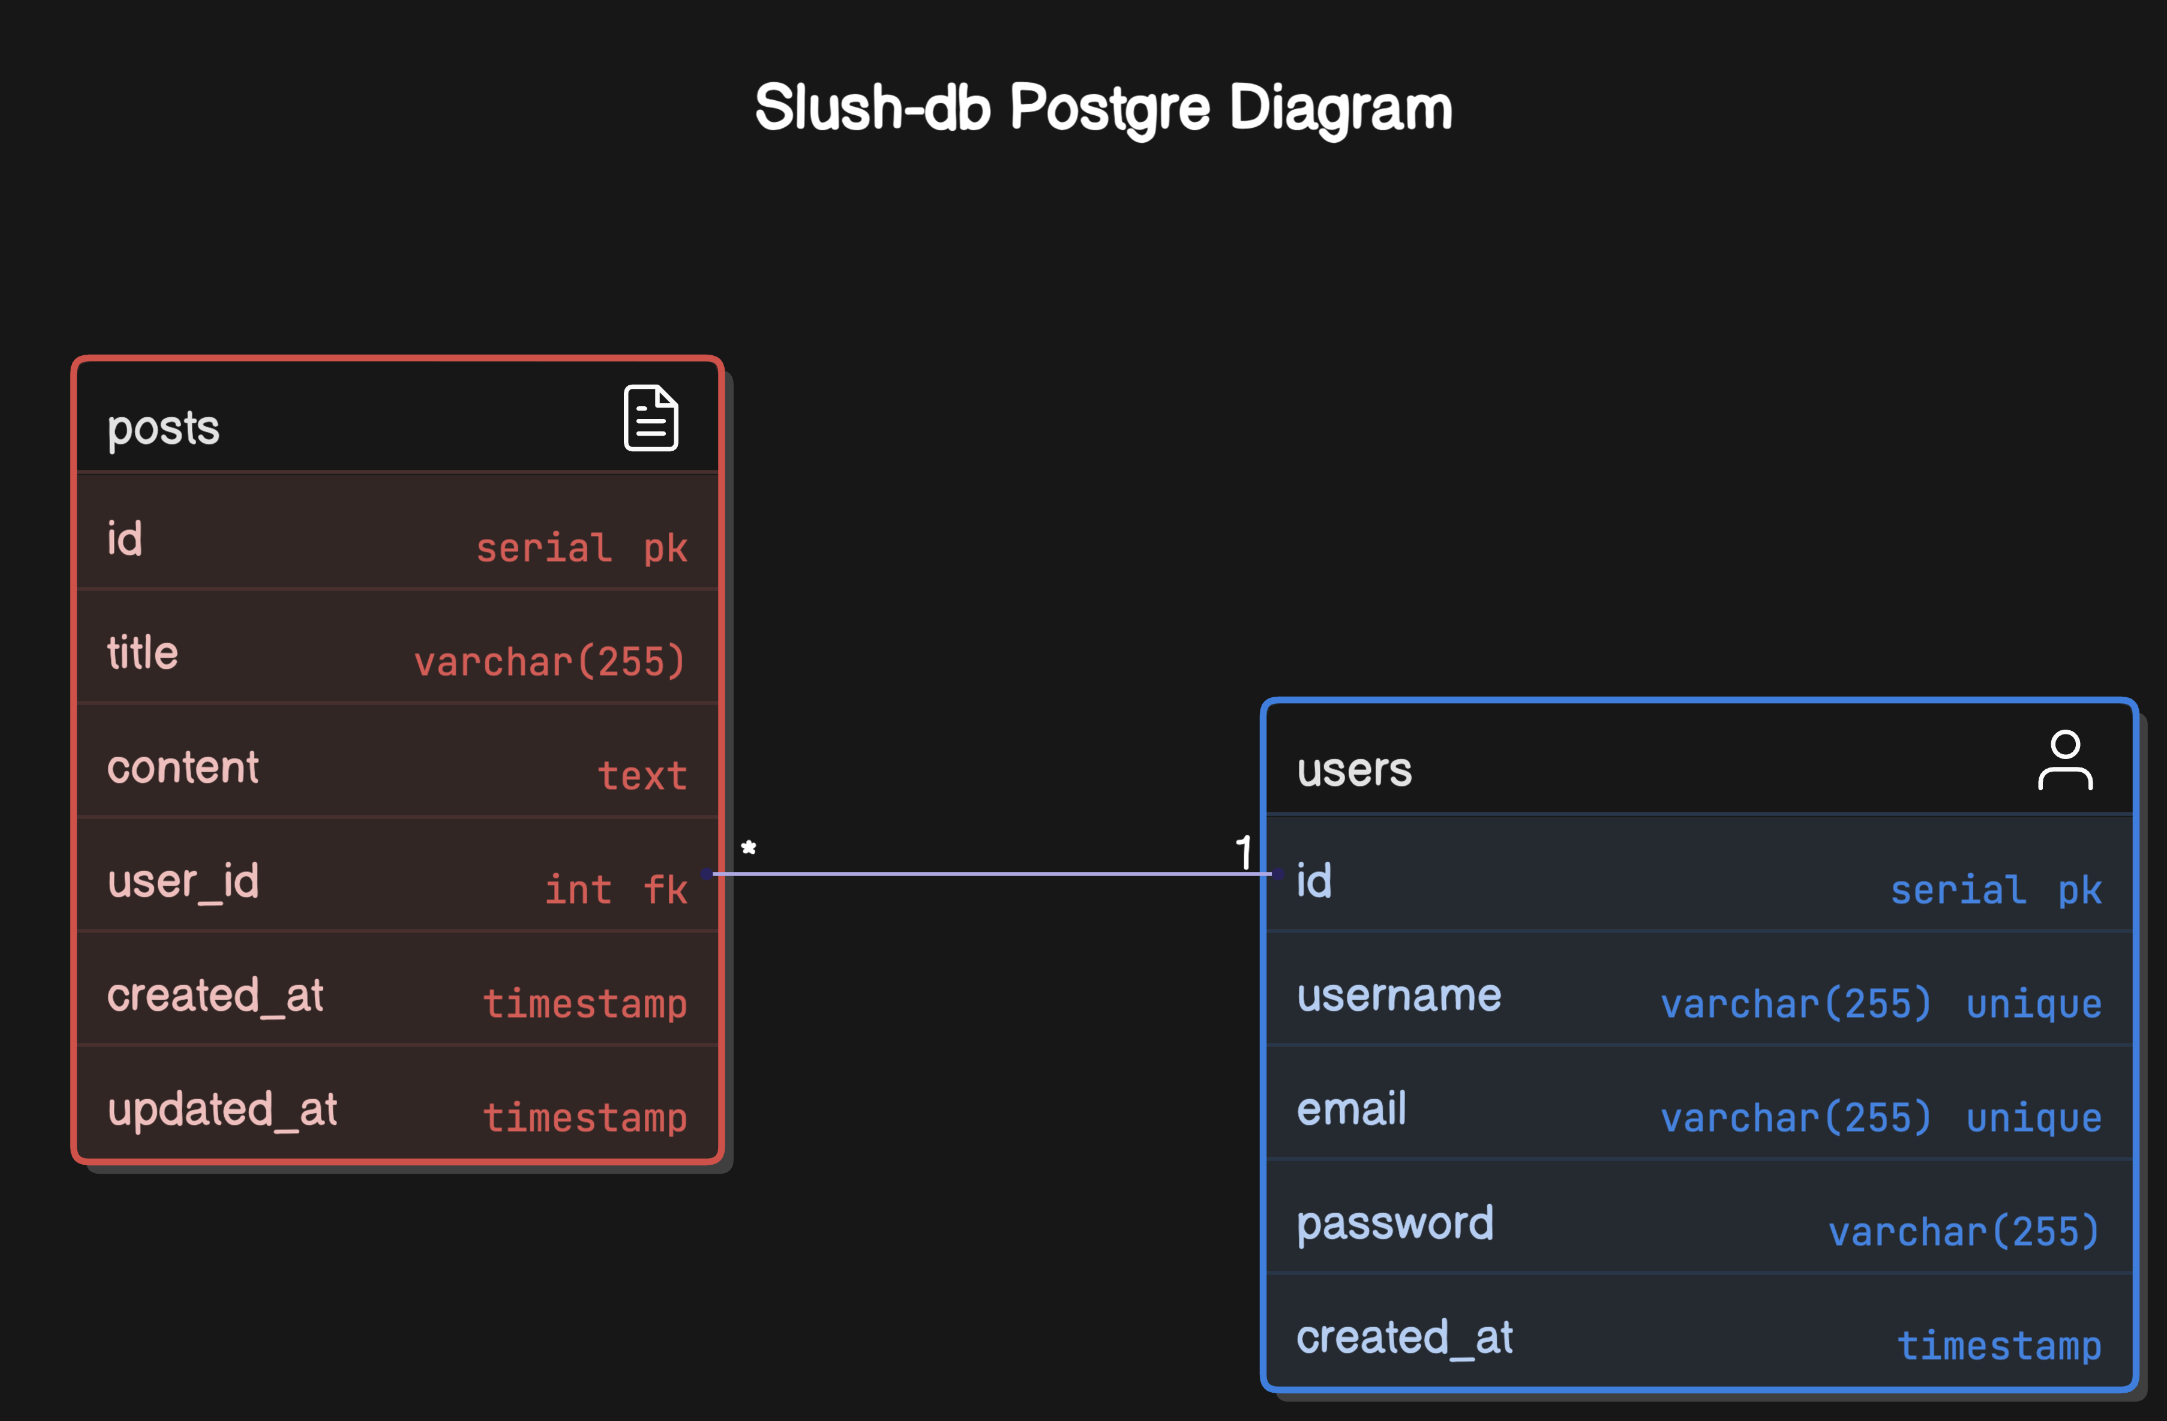 Slush-db Postgre Diagram
posts
id serial pk
title varchar(255)
content text
user_id int fk
created_at timestamp
updated_at timestamp
* 1
users
id serial pk
username varchar(255) unique
email varchar(255) unique
password varchar(255)
created_at timestamp